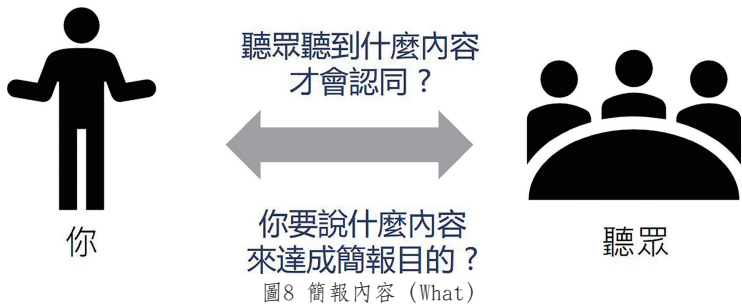 聽眾聽到什麼內容
才會認同？
你
聽眾
你要說什麼內容
來達成簡報目的？
圖8 簡報內容 (What)